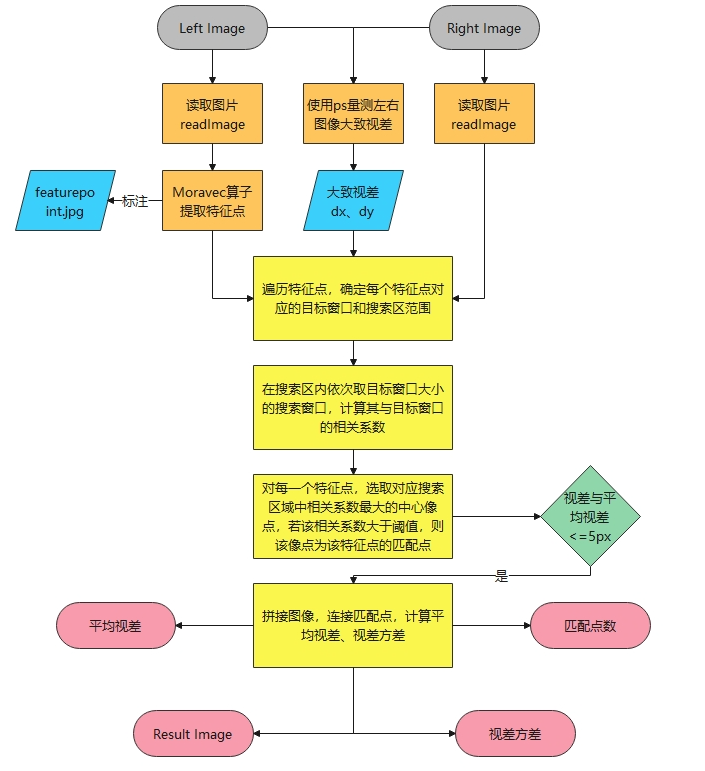 Left Image
Right Image
读取图片
readImage
使用ps量测左右
图像大致视差
读取图片
readImage
featurepo
int.jpg
标注
Moravec算子
提取特征点
大致视差
dx、dy
遍历特征点，确定每个特征点对
应的目标窗口和搜索区范围
在搜索区内依次取目标窗口大小
的搜索窗口，计算其与目标窗口
的相关系数
对每一个特征点，选取对应搜索
区域中相关系数最大的中心像
点，若该相关系数大于阈值，则
该像点为该特征点的匹配点
视差与平
均视差
<=5px
是
拼接图像，连接匹配点，计算平
均视差、视差方差
平均视差
匹配点数
Result Image
视差方差